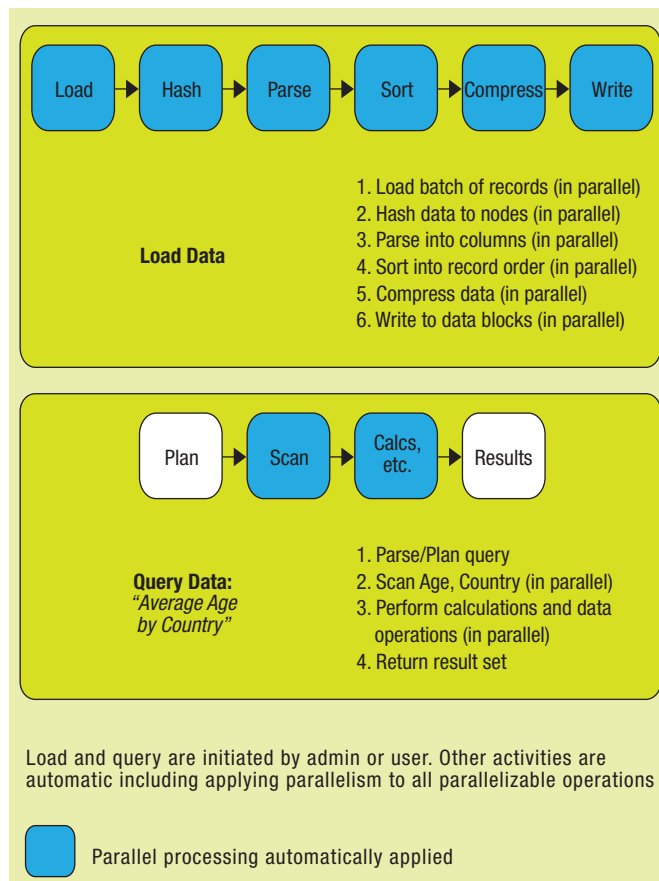 Load Hash Parse Sort Compress Write
1. Load batch of records (in parallel)
2. Hash data to nodes (in parallel)
3. Parse into columns (in parallel)
Load Data
4. Sort into record order (in parallel)
5. Compress data (in parallel)
6. Write to data blocks (in parallel)
Plan Scan Calcs, etc. Results
Query Data:
“Average Age
by Country”
1. Parse/Plan query
2. Scan Age, Country (in parallel)
3. Perform calculations and data
operations (in parallel)
4. Return result set
Load and query are initiated by admin or user. Other activities are
automatic including applying parallelism to all parallelizable operations
Parallel processing automatically applied